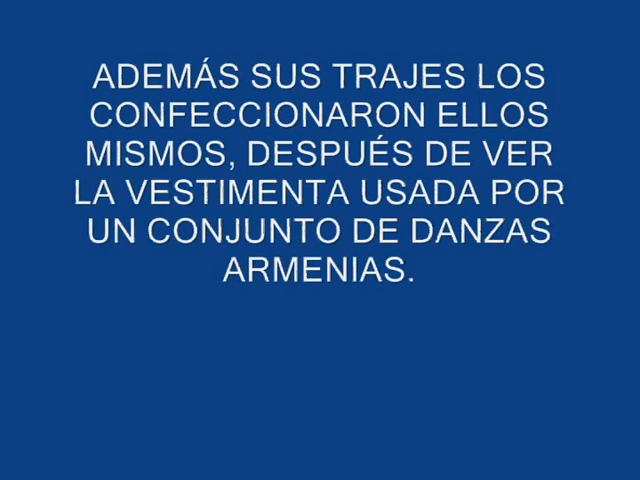 ADEMÁS SUS TRAJES LOS
CONFECCIONARON ELLOS
MISMOS, DESPUÉS DE VER
LA VESTIMENTA USADA POR
UN CONJUNTO DE DANZAS
ARMENIAS.